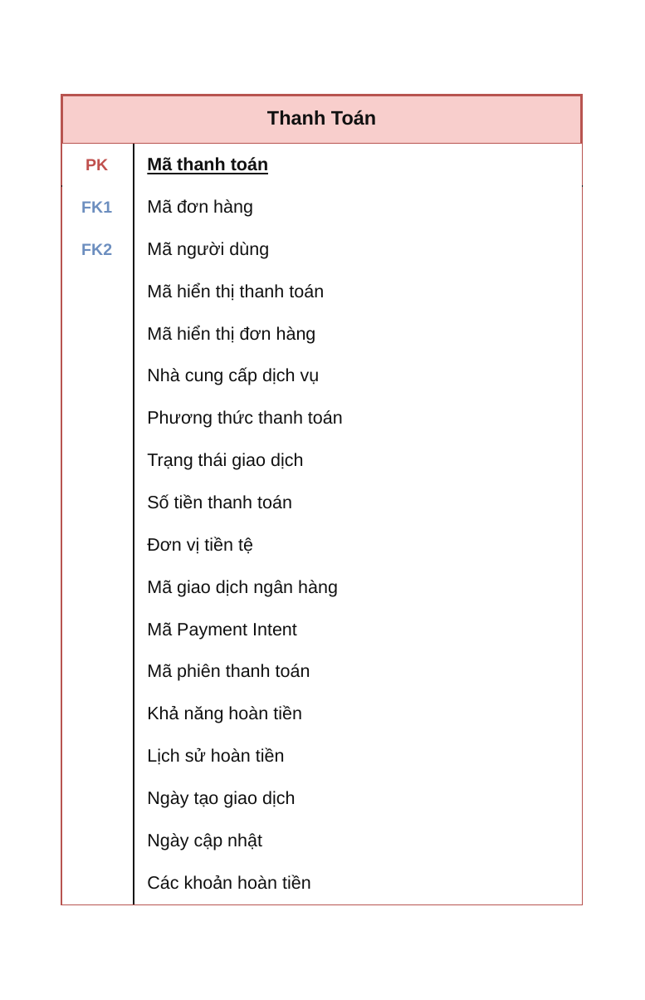 Thanh Toán
PK Mã thanh toán
FK1 Mã đơn hàng
FK2 Mã người dùng
Mã hiển thị thanh toán
Mã hiển thị đơn hàng
Nhà cung cấp dịch vụ
Phương thức thanh toán
Trạng thái giao dịch
Số tiền thanh toán
Đơn vị tiền tệ
Mã giao dịch ngân hàng
Mã Payment Intent
Mã phiên thanh toán
Khả năng hoàn tiền
Lịch sử hoàn tiền
Ngày tạo giao dịch
Ngày cập nhật
Các khoản hoàn tiền